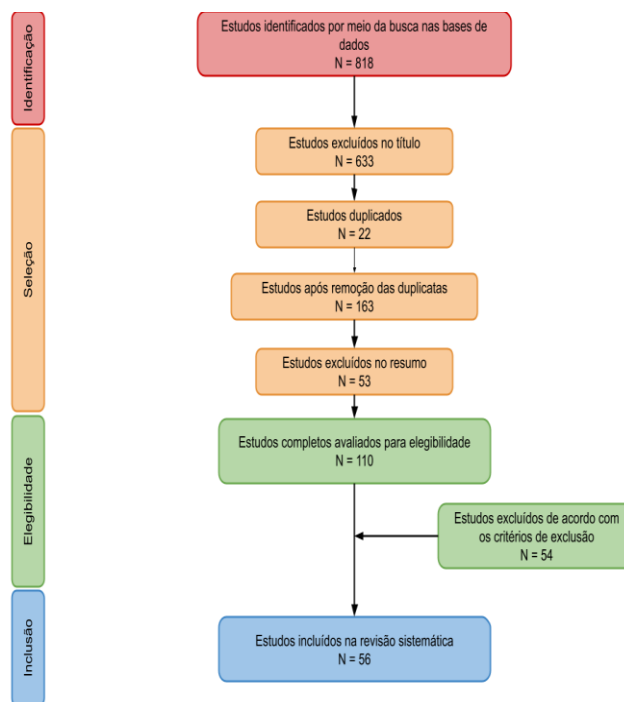 Identificação
Estudos identificados por meio da busca nas bases de
dados
N = 818
Seleção
Estudos excluídos no título
N = 633
Estudos duplicados
N = 22
Estudos após remoção das duplicatas
N = 163
Estudos excluídos no resumo
N = 53
Elegibilidade
Estudos completos avaliados para elegibilidade
N = 110
Estudos excluídos de acordo com
os critérios de exclusão
N = 54
Inclusão
Estudos incluídos na revisão sistemática
N = 56